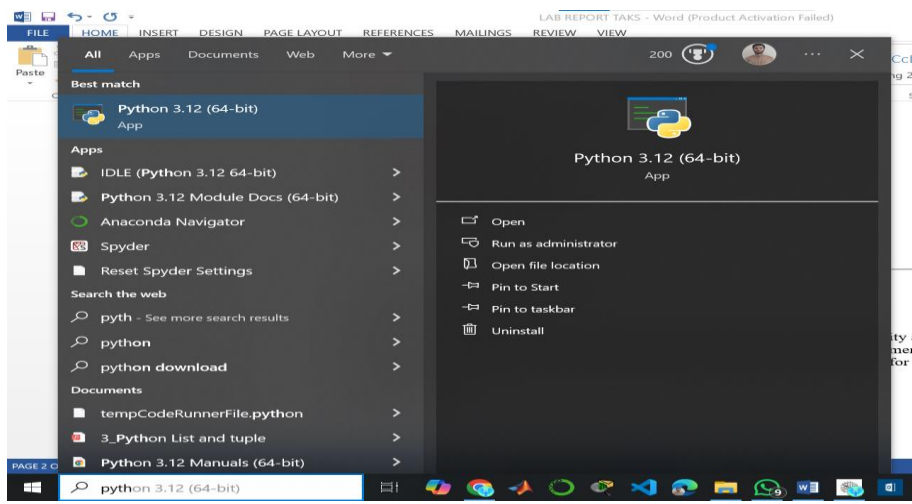 LAB REPORT TAKS - Word (Product Activation Failed)
FILE HOME INSERT DESIGN PAGE LAYOUT REFERENCES MAILINGS REVIEW VIEW
Paste
All Apps Documents Web More 200 ... 
Best match
Python 3.12 (64-bit)
App
Apps
IDLE (Python 3.12 64-bit)
Python 3.12 Module Docs (64-bit)
Anaconda Navigator
Spyder
Reset Spyder Settings
Search the web
pyth - See more search results
python
python download
Documents
tempCodeRunnerFile.python
3_Python List and tuple
Python 3.12 Manuals (64-bit)
python 3.12 (64-bit)
Python 3.12 (64-bit)
App
Open
Run as administrator
Open file location
Pin to Start
Pin to taskbar
Uninstall
for
PAGE 2 O
9